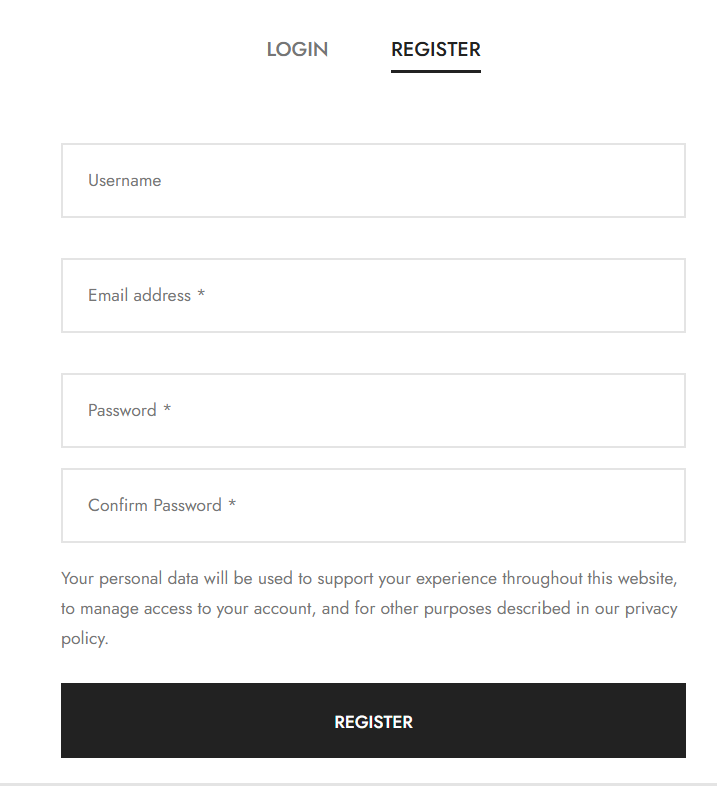 LOGIN REGISTER
Username
Email address *
Password *
Confirm Password *
Your personal data will be used to support your experience throughout this website,
to manage access to your account, and for other purposes described in our privacy
policy.
REGISTER